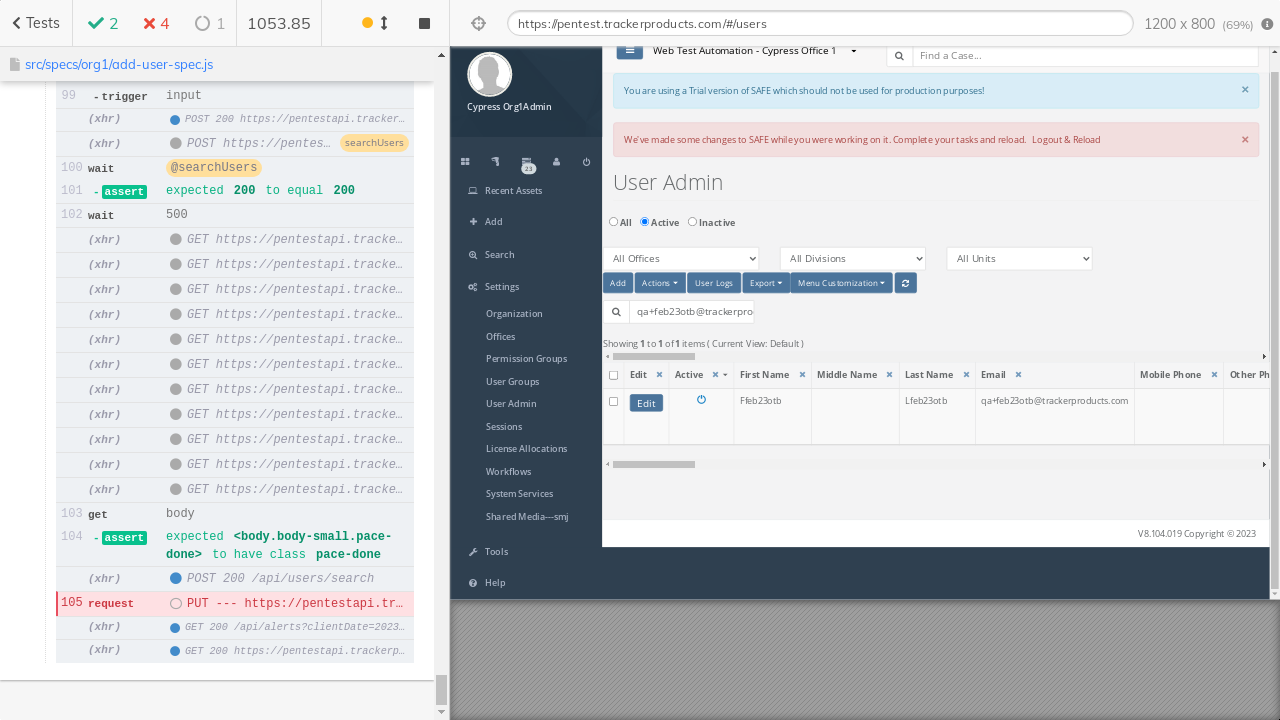 Tests
2
4
1
1053.85
https://pentest.trackerproducts.com/#/users
1200 x 800 (69%)
src/specs/org1/add-user-spec.js
99 - trigger input
(xhr) POST 200 https://pentestapi.tracker…
(xhr) POST https://pentes… searchUsers
100 wait @searchUsers
101 - assert expected 200 to equal 200
102 wait 500
(xhr) GET https://pentestapi.tracke…
(xhr) GET https://pentestapi.tracke…
(xhr) GET https://pentestapi.tracke…
(xhr) GET https://pentestapi.tracke…
(xhr) GET https://pentestapi.tracke…
(xhr) GET https://pentestapi.tracke…
(xhr) GET https://pentestapi.tracke…
(xhr) GET https://pentestapi.tracke…
(xhr) GET https://pentestapi.tracke…
(xhr) GET https://pentestapi.tracke…
(xhr) GET https://pentestapi.tracke…
103 get body
104 - assert expected <body.body-small.pace-
done> to have class pace-done
(xhr) POST 200 /api/users/search
105 request PUT --- https://pentestapi.tr…
(xhr) GET 200 /api/alerts?clientDate=2023…
(xhr) GET 200 https://pentestapi.trackerp…
Cypress Org1Admin
23
Recent Assets
Add
Search
Settings
Organization
Offices
Permission Groups
User Groups
User Admin
Sessions
License Allocations
Workflows
System Services
Shared Media---smj
Tools
Help
Web Test Automation - Cypress Office 1
Find a Case...
You are using a Trial version of SAFE which should not be used for production purposes! ×
We've made some changes to SAFE while you were working on it. Complete your tasks and reload. Logout & Reload ×
User Admin
All Active Inactive
All Offices All Divisions All Units
Add Actions User Logs Export Menu Customization
qa+feb23otb@trackerpro
Showing 1 to 1 of 1 items ( Current View: Default )
Edit Active First Name Middle Name Last Name Email Mobile Phone Other Ph
Edit Ffeb23otb Lfeb23otb qa+feb23otb@trackerproducts.com
V8.104.019 Copyright © 2023